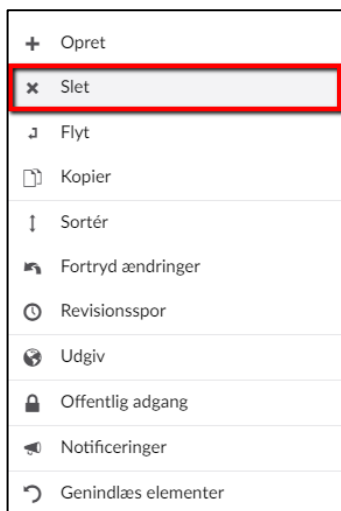 Opret
Slet
Flyt
Kopier
Sortér
Fortryd ændringer
Revisionsspor
Udgiv
Offentlig adgang
Notificeringer
Genindlæs elementer